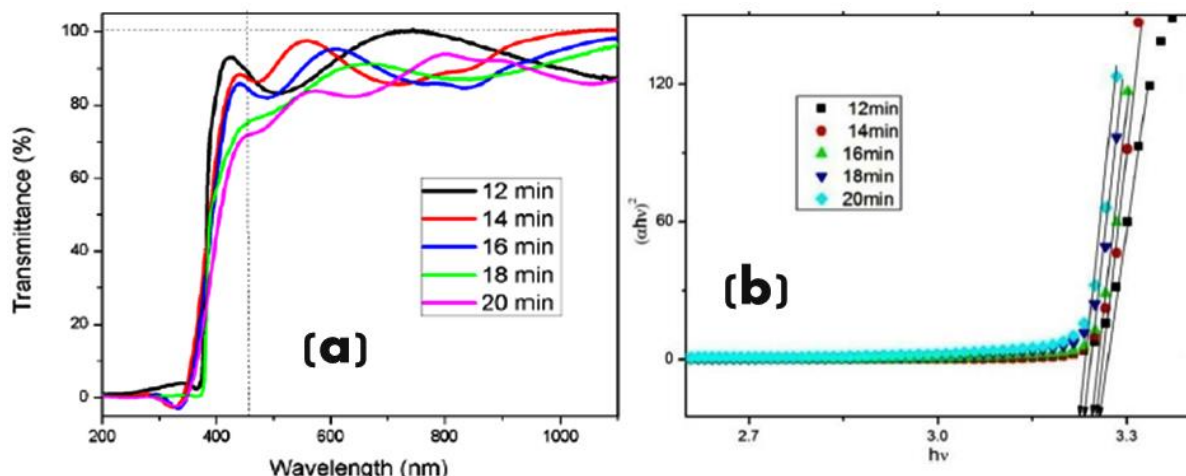 100
80
60
40
20
0
Transmittance (%)
12 min
14 min
16 min
18 min
20 min
(a)
200 400 600 800 1000
Wavelength (nm)
120
60
0
(αhν)²
12min
14min
16min
18min
20min
(b)
2.7 3.0 3.3
hν